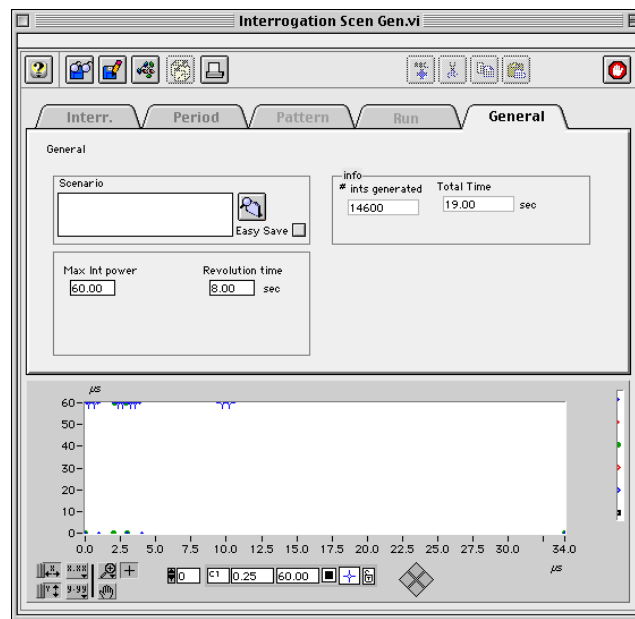 Interrogation Scen Gen.vi
Interr.
Period
Pattern
Run
General
General
Scenario
Easy Save
info
# ints generated
14600
Total Time
19.00 sec
Max Int power
60.00
Revolution time
8.00 sec
µs
60
50
40
30
20
10
0
0.0 2.5 5.0 7.5 10.0 12.5 15.0 17.5 20.0 22.5 25.0 27.5 30.0 34.0
µs
X X.XX
Y Y.YY
0 C1 0.25 60.00